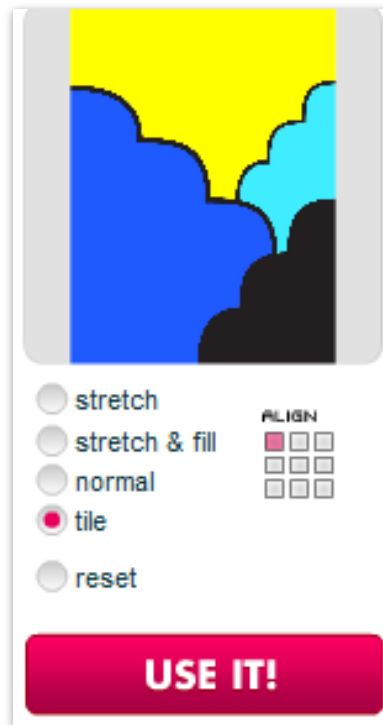 stretch
stretch & fill
ALIGN
normal
tile
reset
USE IT!